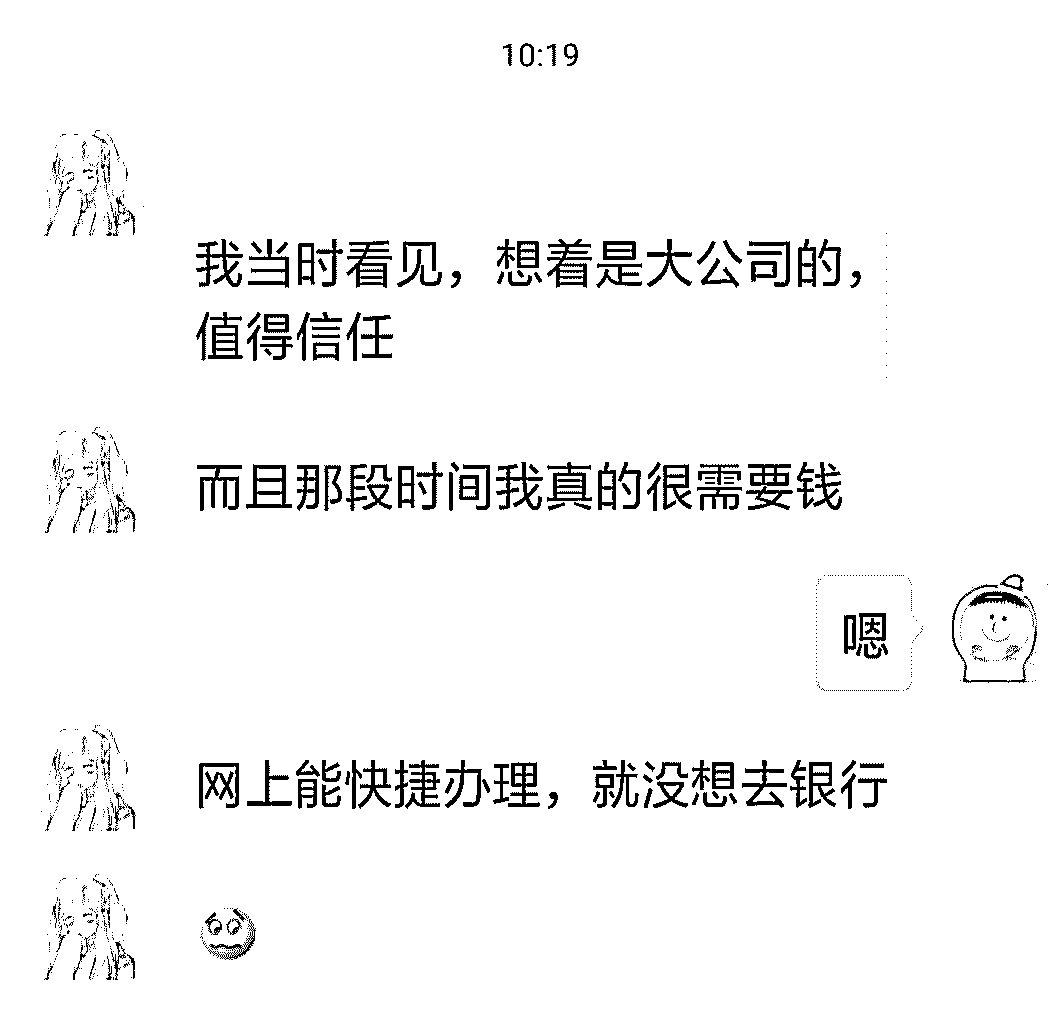 10:19
我当时看见，想着是大公司的，
值得信任
而且那段时间我真的很需要钱
嗯
网上能快捷办理，就没想去银行